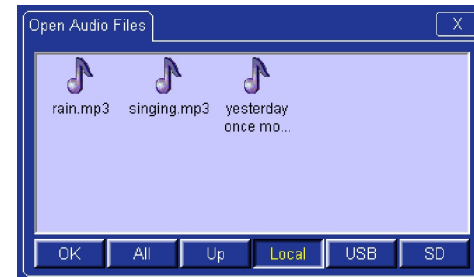 Open Audio Files
X
rain.mp3 singing.mp3 yesterday
once mo...
OK All Up Local USB SD